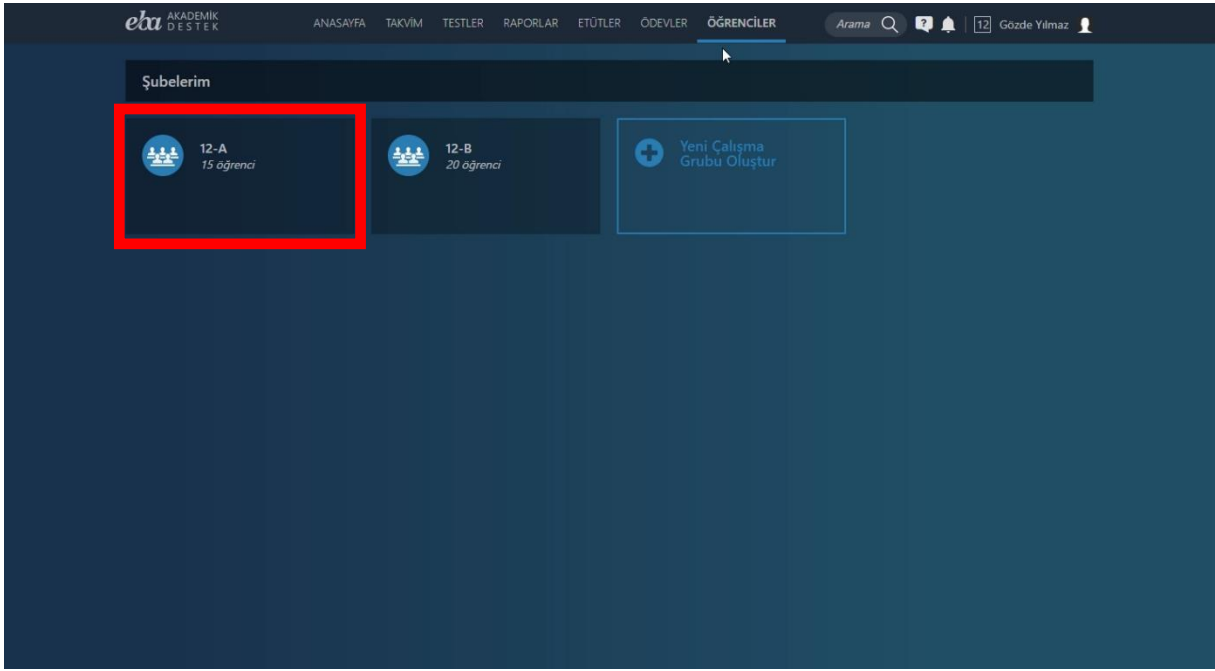 eba AKADEMİK DESTEK
ANASAYFA TAKVİM TESTLER RAPORLAR ETÜTLER ÖDEVLER ÖĞRENCİLER Arama ? 12 Gözde Yılmaz
Şubelerim
12-A
15 öğrenci
12-B
20 öğrenci
Yeni Çalışma
Grubu Oluştur